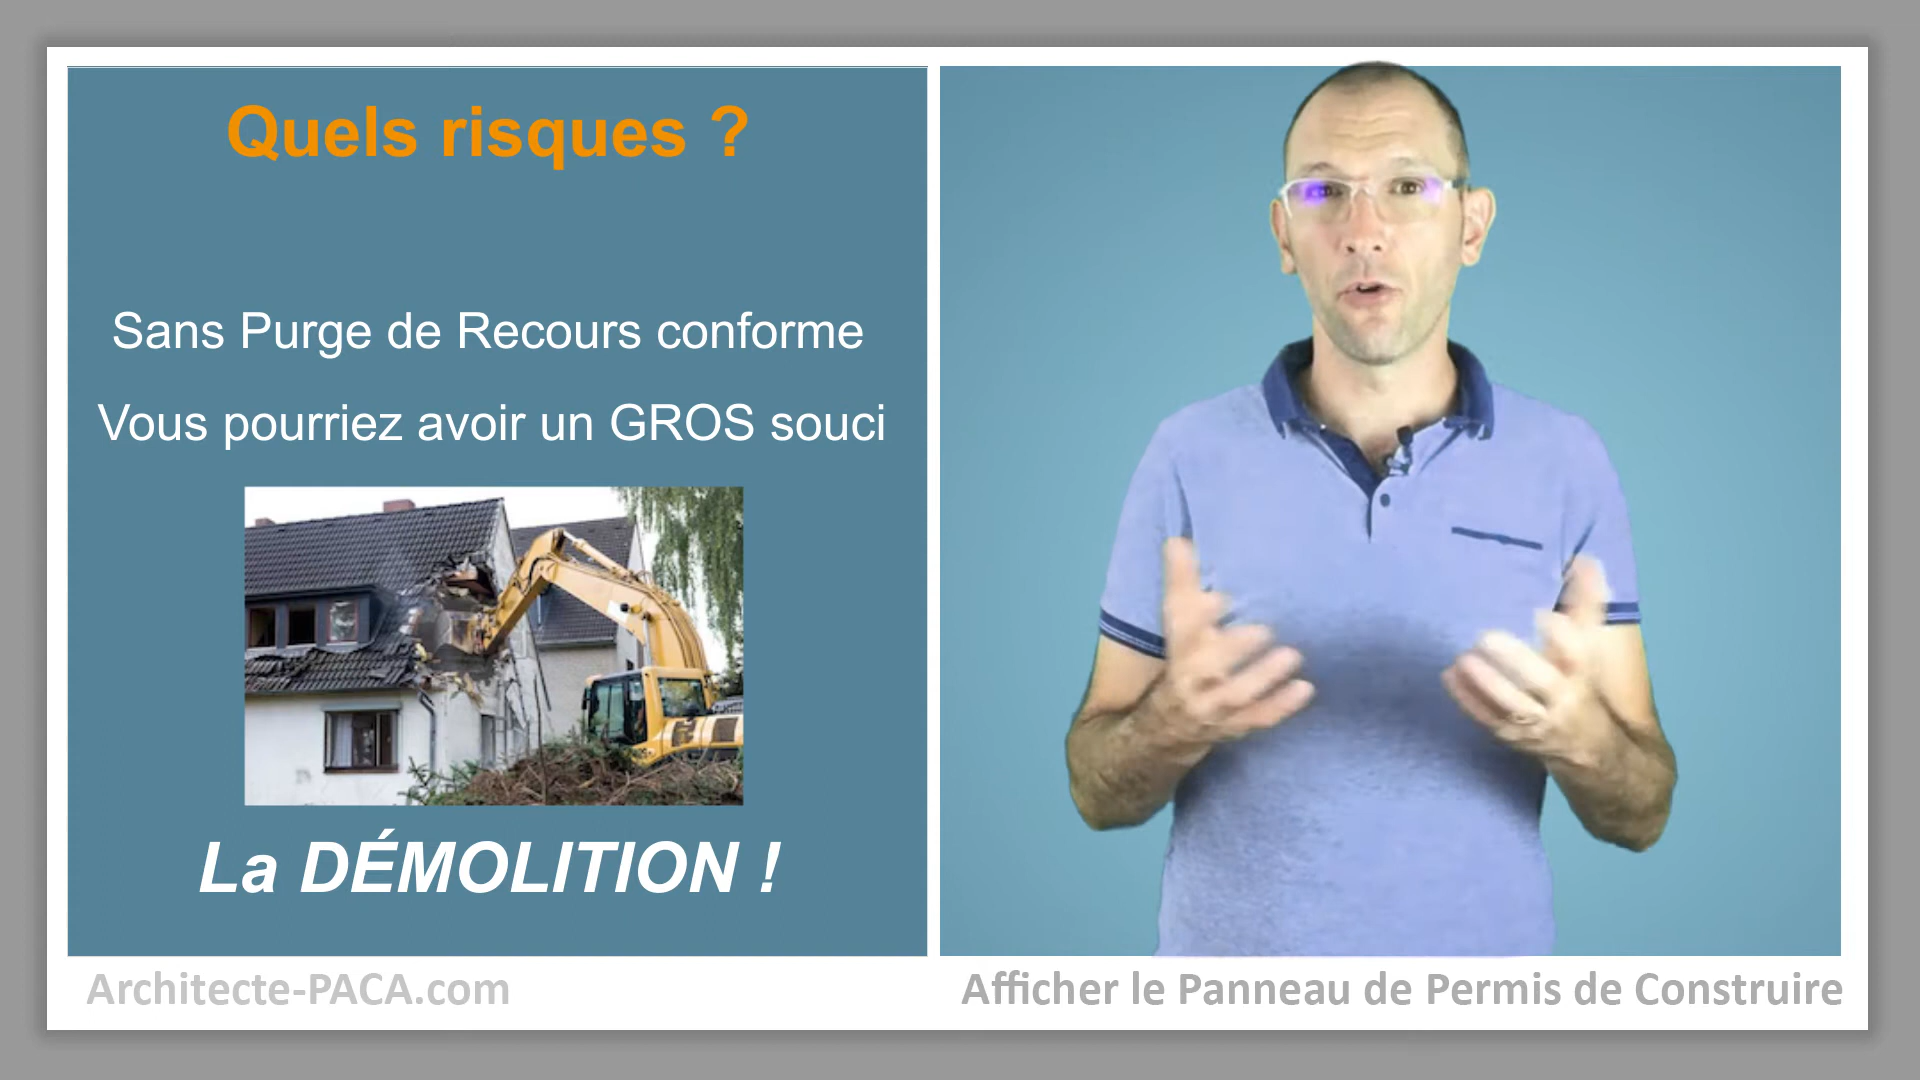 Quels risques ?
Sans Purge de Recours conforme
Vous pourriez avoir un GROS souci
La DÉMOLITION !
Architecte-PACA.com
Afficher le Panneau de Permis de Construire